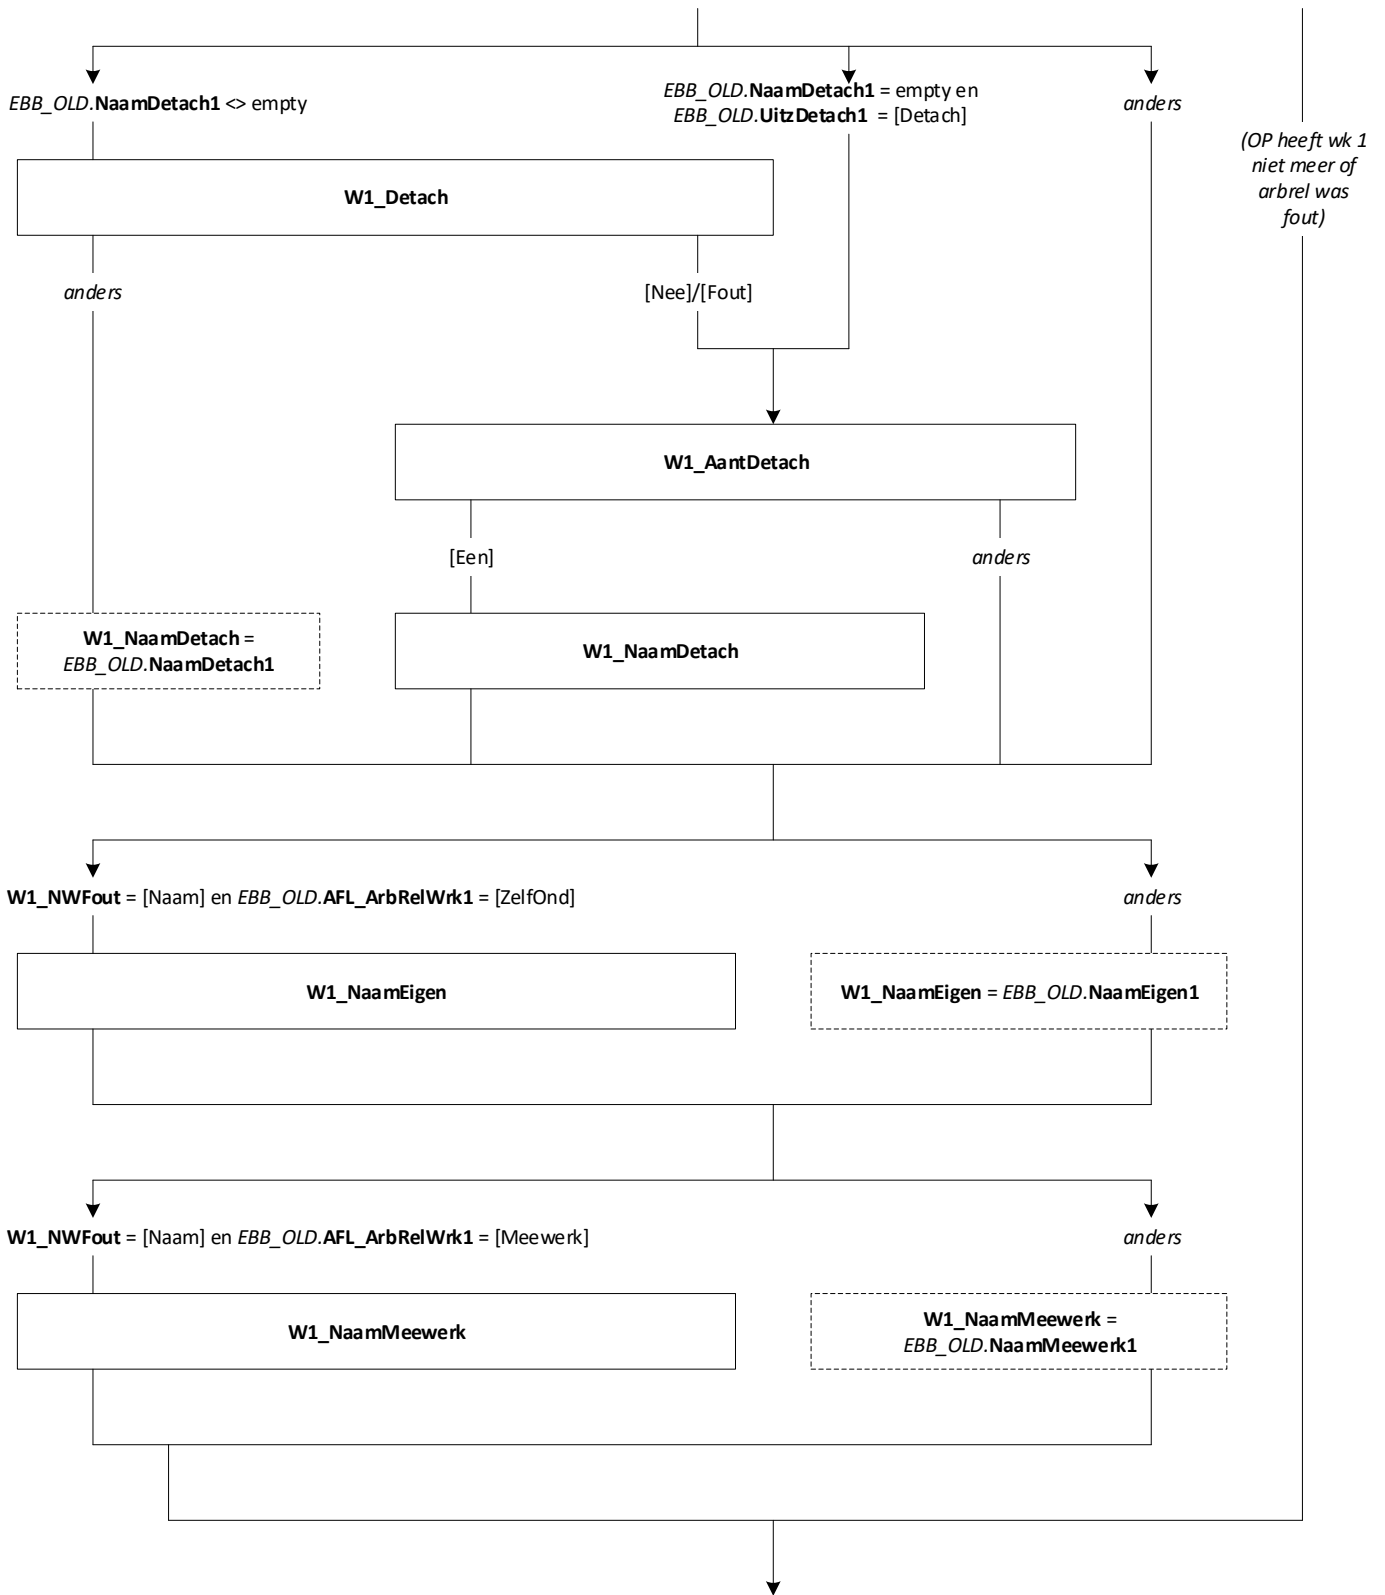 EBB_OLD.NaamDetach1 <> empty
EBB_OLD.NaamDetach1 = empty en
EBB_OLD.UitzDetach1 = [Detach]
anders
(OP heeft wk 1
niet meer of
arbrel was
fout)
W1_Detach
anders
[Nee]/[Fout]
W1_AantDetach
[Een]
anders
W1_NaamDetach =
EBB_OLD.NaamDetach1
W1_NaamDetach
W1_NWFout = [Naam] en EBB_OLD.AFL_ArbRelWrk1 = [ZelfOnd]
anders
W1_NaamEigen
W1_NaamEigen = EBB_OLD.NaamEigen1
W1_NWFout = [Naam] en EBB_OLD.AFL_ArbRelWrk1 = [Meewerk]
anders
W1_NaamMeewerk
W1_NaamMeewerk =
EBB_OLD.NaamMeewerk1